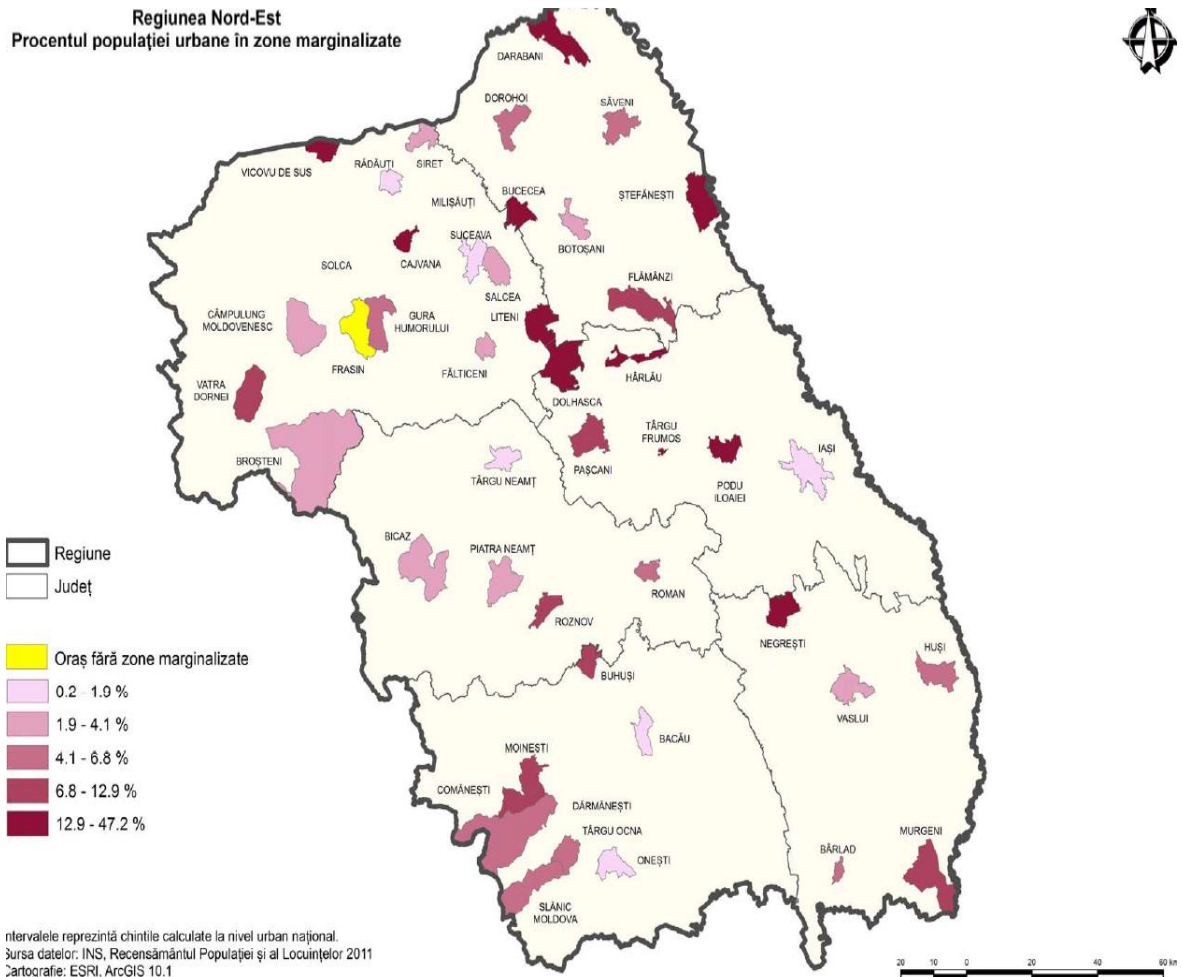 Regiunea Nord-Est
Procentul populației urbane în zone marginalizate
DARABANI
DOROHOI
SĂVENI
VICOVU DE SUS
RĂDĂUȚI
SIRET
ȘTEFĂNEȘTI
MILIȘĂUȚI
BUCECEA
SUCEAVA
BOTOȘANI
SOLCA
CAJVANA
SALCEA
FLĂMÂNZI
CÂMPULUNG
MOLDOVENESC
GURA
HUMORULUI
LITENI
FRASIN
FĂLTICENI
HÂRLĂU
VATRA
DORNEI
DOLHASCA
TÂRGU
FRUMOS
IAȘI
BROȘTENI
TÂRGU NEAMȚ
PAȘCANI
PODU
ILOAIEI
BICAZ
PIATRA NEAMȚ
ROMAN
ROZNOV
NEGREȘTI
HUȘI
BUHUȘI
VASLUI
BACĂU
MOINEȘTI
COMĂNEȘTI
DĂRMĂNEȘTI
TÂRGU OCNA
ONEȘTI
MURGENI
BÂRLAD
SLĂNIC
MOLDOVA
Regiune
Județ
Oraș fără zone marginalizate
0.2 - 1.9 %
1.9 - 4.1 %
4.1 - 6.8 %
6.8 - 12.9 %
12.9 - 47.2 %
ntervalele reprezintă chintile calculate la nivel urban național.
Sursa datelor: INS, Recensământul Populației și al Locuințelor 2011
Cartografie: ESRI, ArcGIS 10.1
20 10 0 20 40 60 km